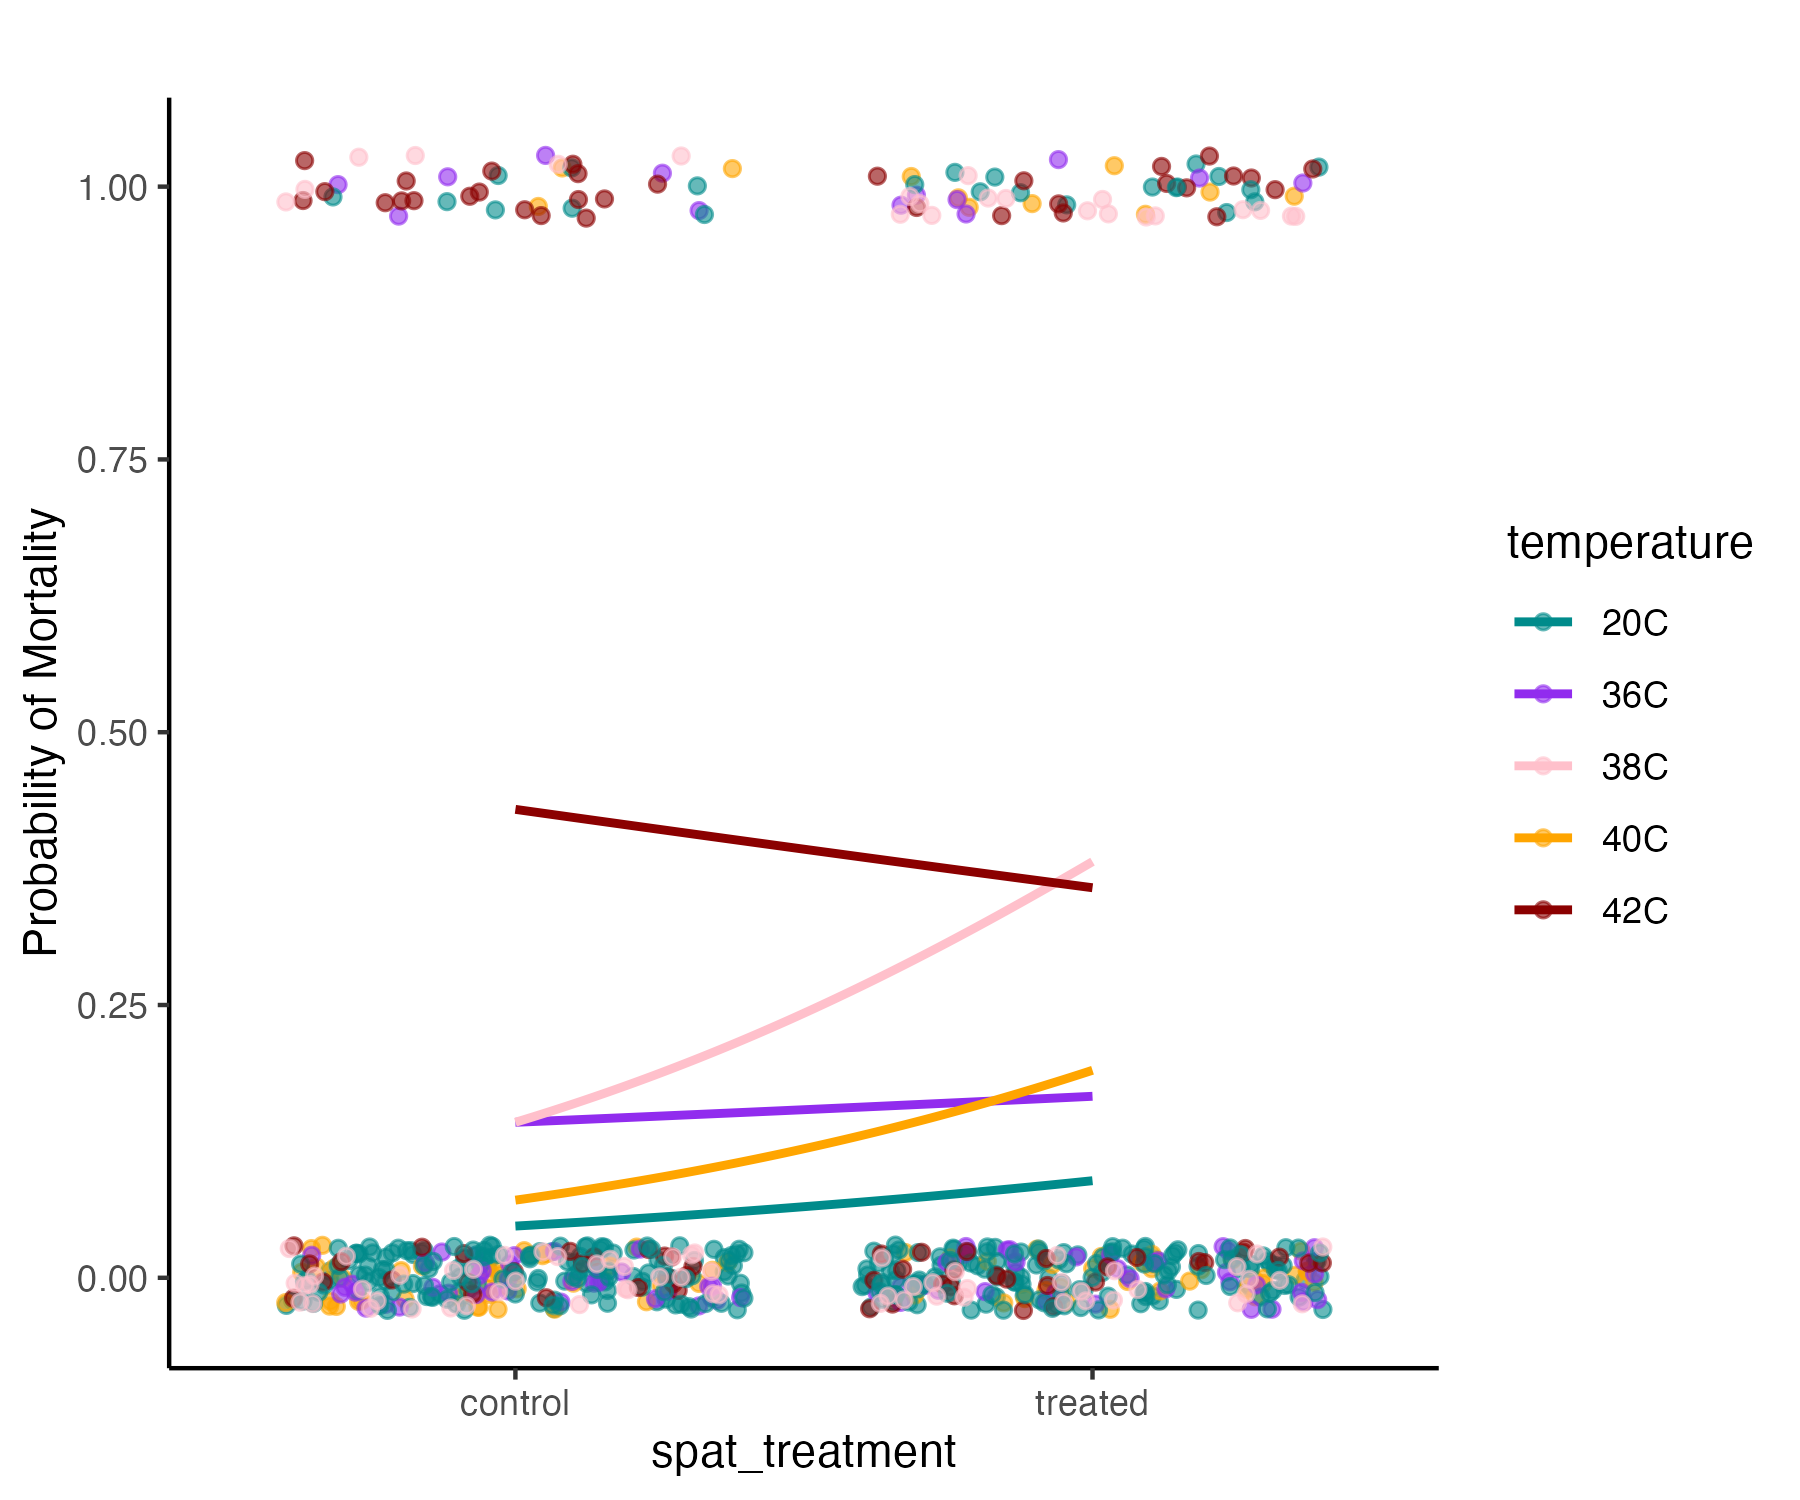 1.00
0.75
0.50
0.25
0.00
Probability of Mortality
control treated
spat_treatment
temperature
20C
36C
38C
40C
42C